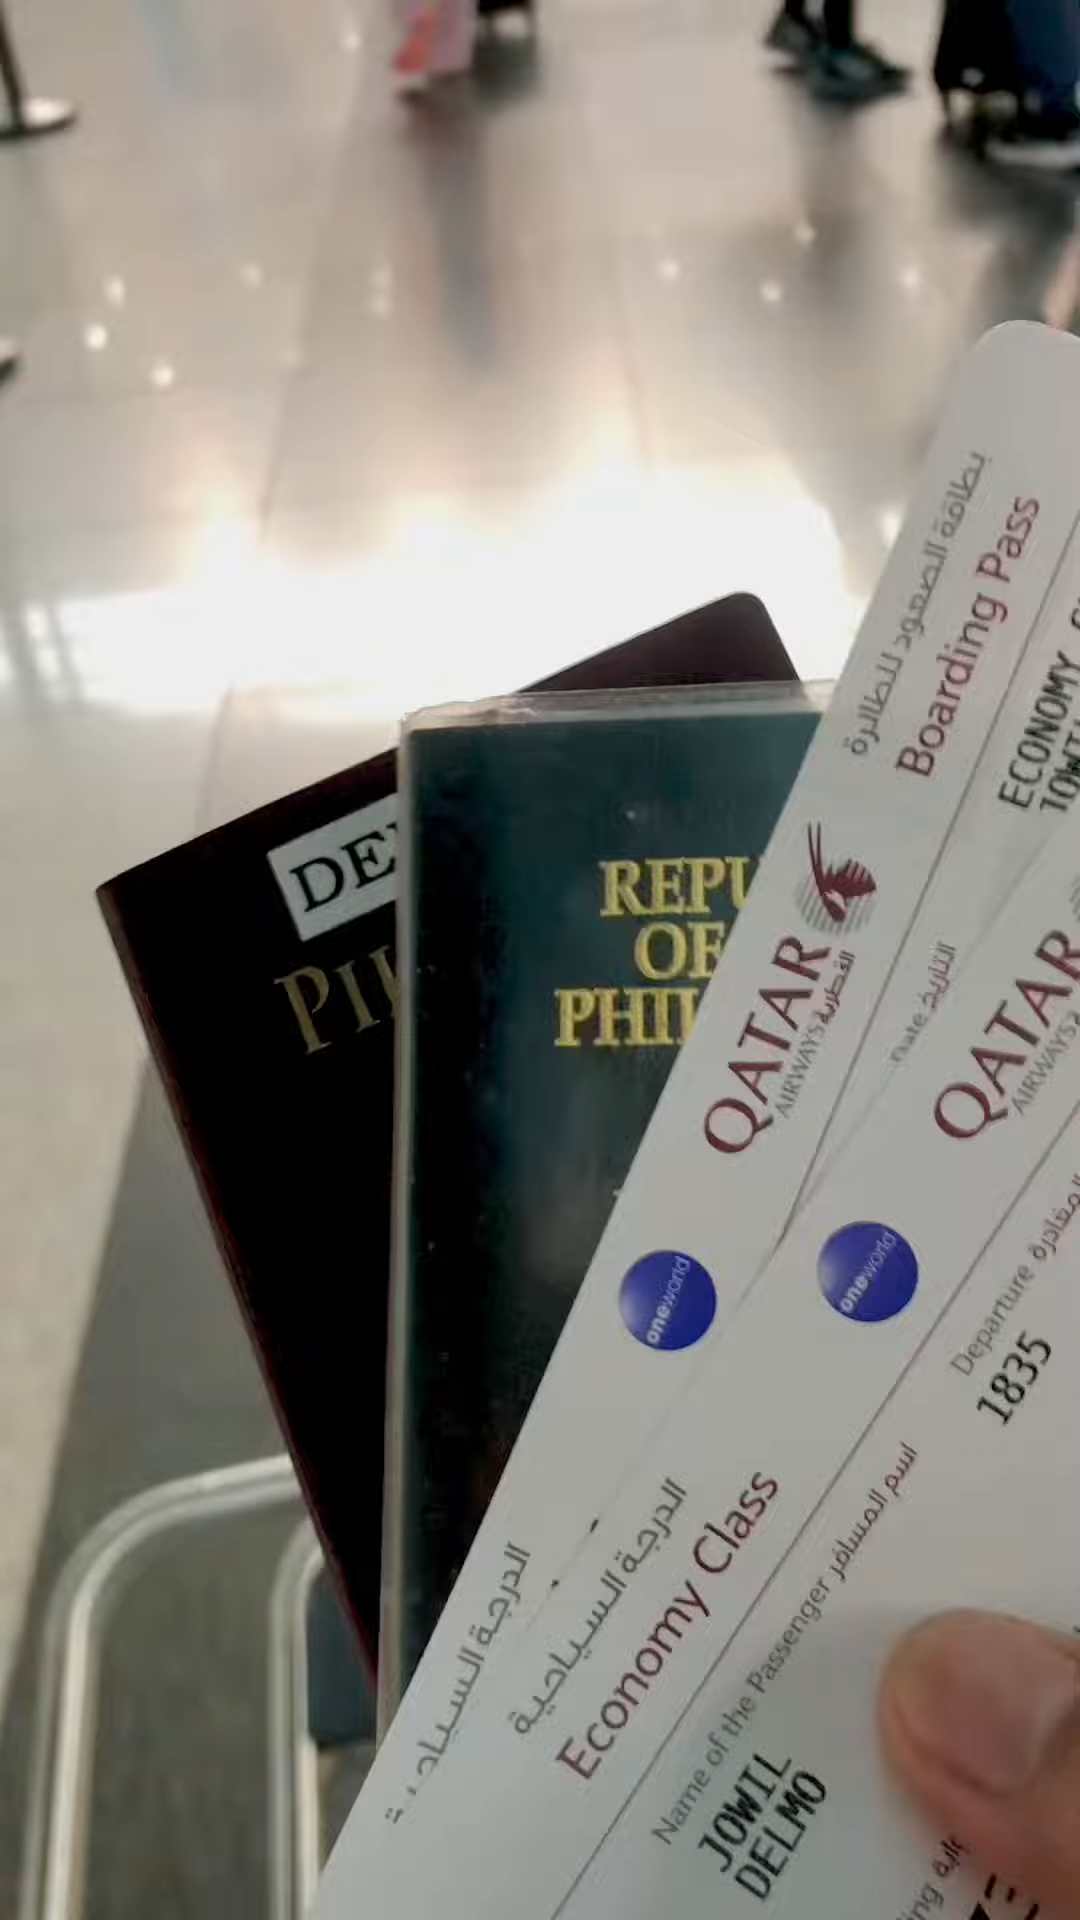 DE
PIL
REPU
OF
PHIL
بطاقة الصعود للطائرة
Boarding Pass
QATAR
AIRWAYS القطرية
oneworld
الدرجة السياحية
ECONOMY
Date التاريخ
QATAR
AIRWAYS
oneworld
الدرجة السياحية
Economy Class
Departure المغادرة
1835
Name of the Passenger اسم المسافر
JOWIL
DELMO